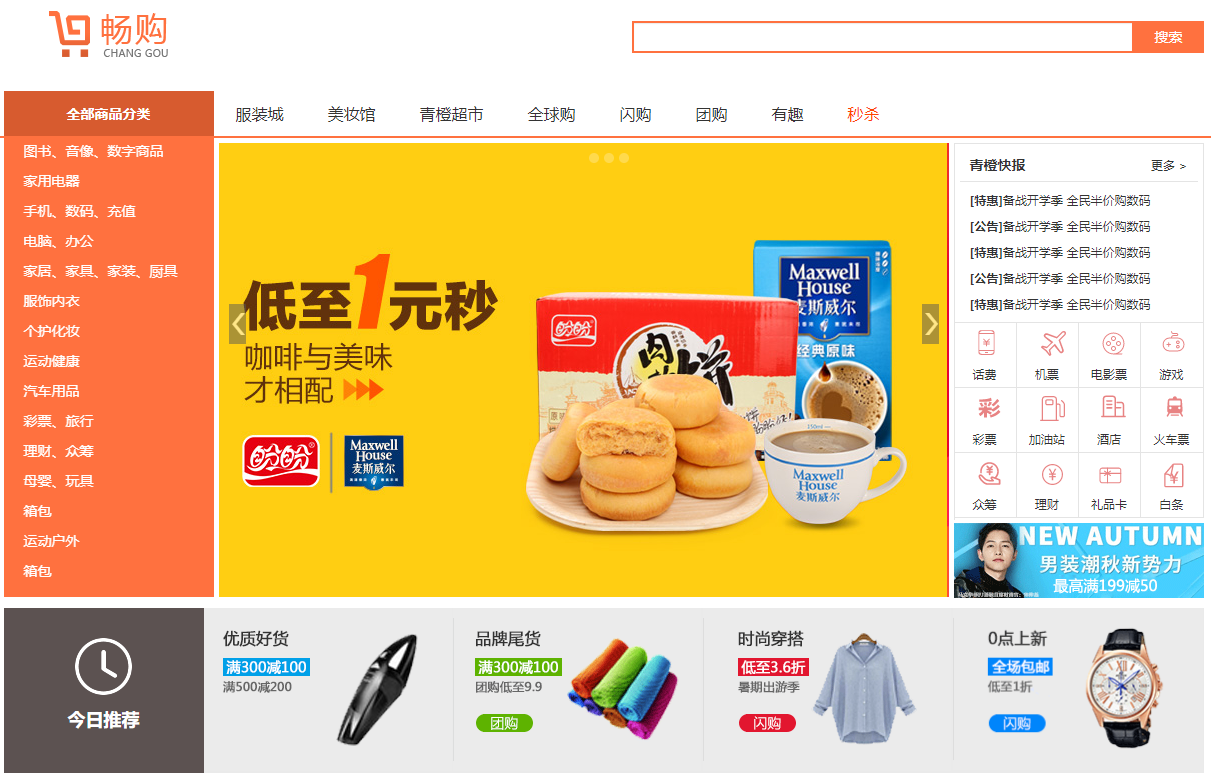 畅购
CHANG GOU
搜索
全部商品分类
服装城
美妆馆
青橙超市
全球购
闪购
团购
有趣
秒杀
图书、音像、数字商品
家用电器
手机、数码、充值
电脑、办公
家居、家具、家装、厨具
服饰内衣
个护化妆
运动健康
汽车用品
彩票、旅行
理财、众筹
母婴、玩具
箱包
运动户外
箱包
低至1元秒
咖啡与美味
才相配
盼盼
Maxwell
House
麦斯威尔
盼盼
肉松饼
Maxwell
House
麦斯威尔
经典原味
150ml
Maxwell
House
麦斯威尔
青橙快报
更多 >
[特惠]备战开学季 全民半价购数码
[公告]备战开学季 全民半价购数码
[特惠]备战开学季 全民半价购数码
[公告]备战开学季 全民半价购数码
[特惠]备战开学季 全民半价购数码
话费
机票
电影票
游戏
彩
彩票
加油站
酒店
火车票
众筹
理财
礼品卡
白条
NEW AUTUMN
男装潮秋新势力
最高满199减50
今日推荐
优质好货
满300减100
满500减200
品牌尾货
满300减100
团购低至9.9
团购
时尚穿搭
低至3.6折
暑期出游季
闪购
0点上新
全场包邮
低至1折
闪购